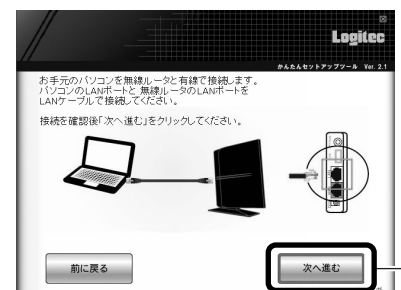 Logitec
かんたんセットアップツール Ver. 2.1
お手元のパソコンを無線ルータと有線で接続します。
パソコンのLANポートと 無線ルータのLANポートを
LANケーブルで接続してください。
接続を確認後「次へ進む」をクリックしてください。
前に戻る
次へ進む